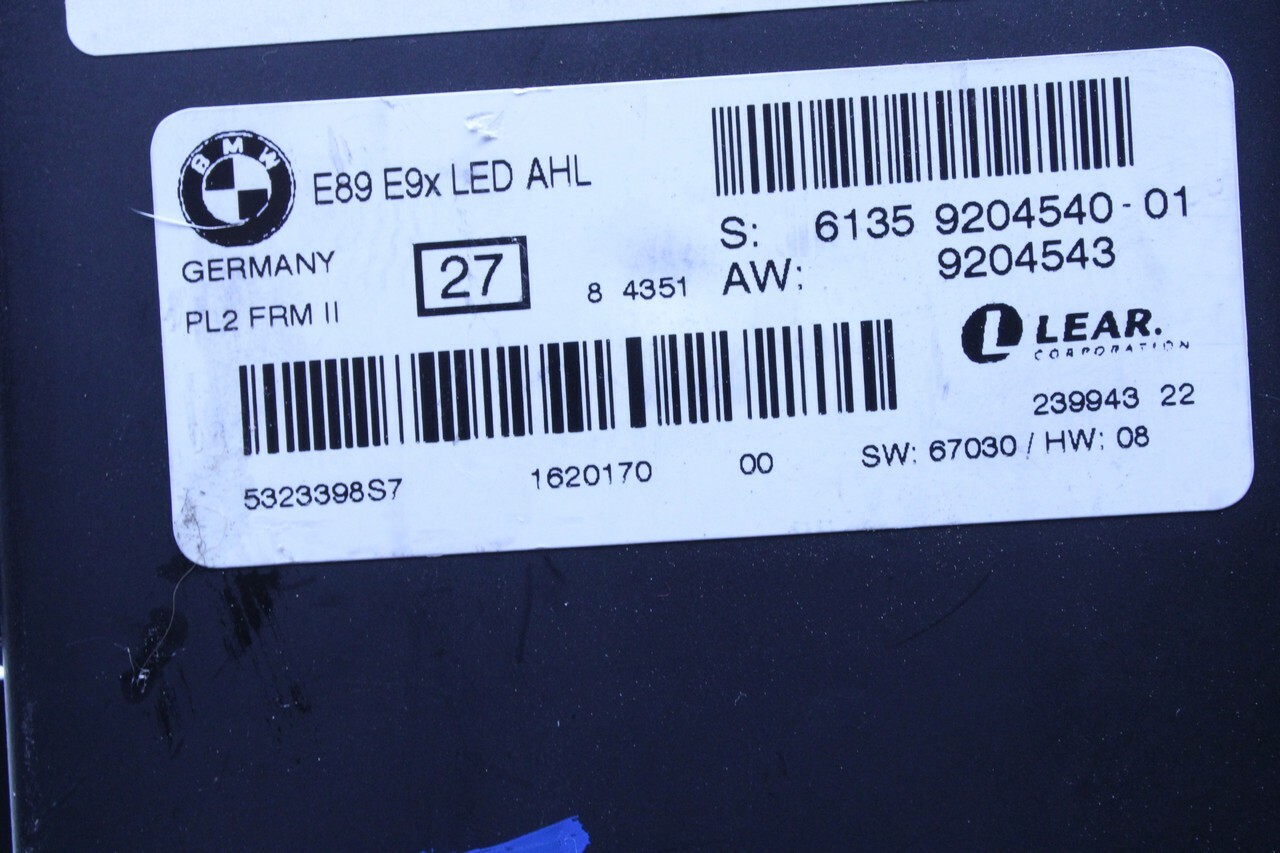 BMW
E89 E9x LED AHL
GERMANY
27
8 4351
PL2 FRM II
S: 6135 9204540-01
AW: 9204543
L LEAR.
CORPORATION
239943 22
5323398S7 1620170 00 SW: 67030 / HW: 08